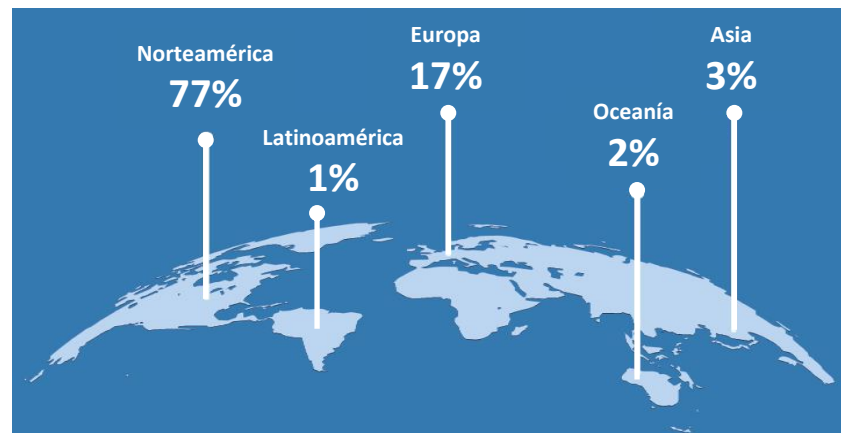 Norteamérica
77%
Latinoamérica
1%
Europa
17%
Oceanía
2%
Asia
3%